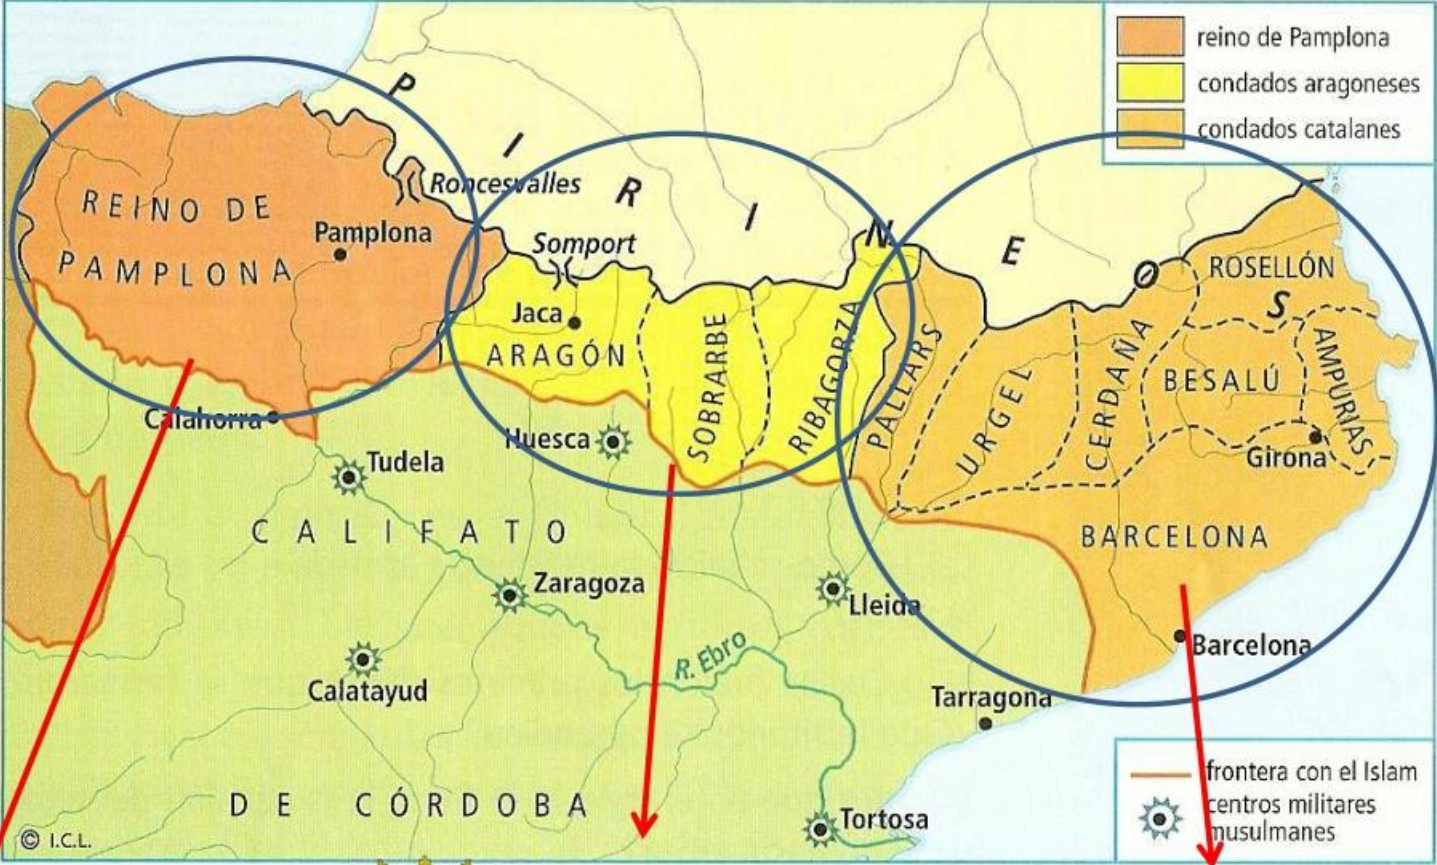 reino de Pamplona
condados aragoneses
condados catalanes
P I R I N E O S
Roncesvalles
REINO DE
PAMPLONA
Pamplona
Somport
Jaca
ARAGÓN
SOBRARBE
RIBAGORZA
PALLARS
URGEL
CERDAÑA
ROSELLÓN
BESALÚ
AMPURIAS
Girona
Calahorra
Huesca
Tudela
CALIFATO
BARCELONA
Zaragoza
Lleida
Barcelona
R. Ebro
Calatayud
Tarragona
DE CÓRDOBA
Tortosa
frontera con el Islam
centros militares
musulmanes
© I.C.L.